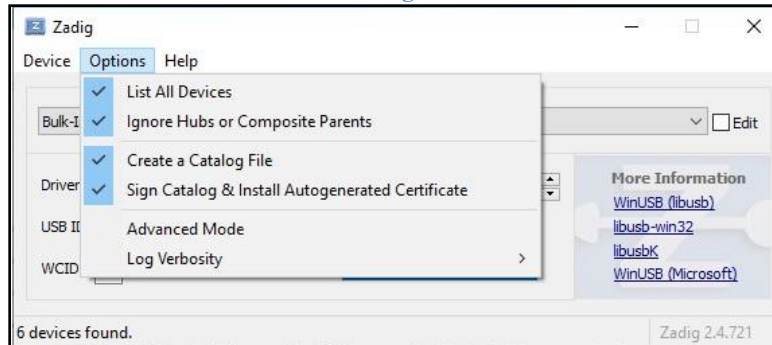 Zadig
Device Options Help
List All Devices
Bulk-I Ignore Hubs or Composite Parents Edit
Create a Catalog File
Driver Sign Catalog & Install Autogenerated Certificate
More Information
WinUSB (libusb)
USB ID Advanced Mode
libusb-win32
WCID Log Verbosity
libusbK
WinUSB (Microsoft)
6 devices found.
Zadig 2.4.721